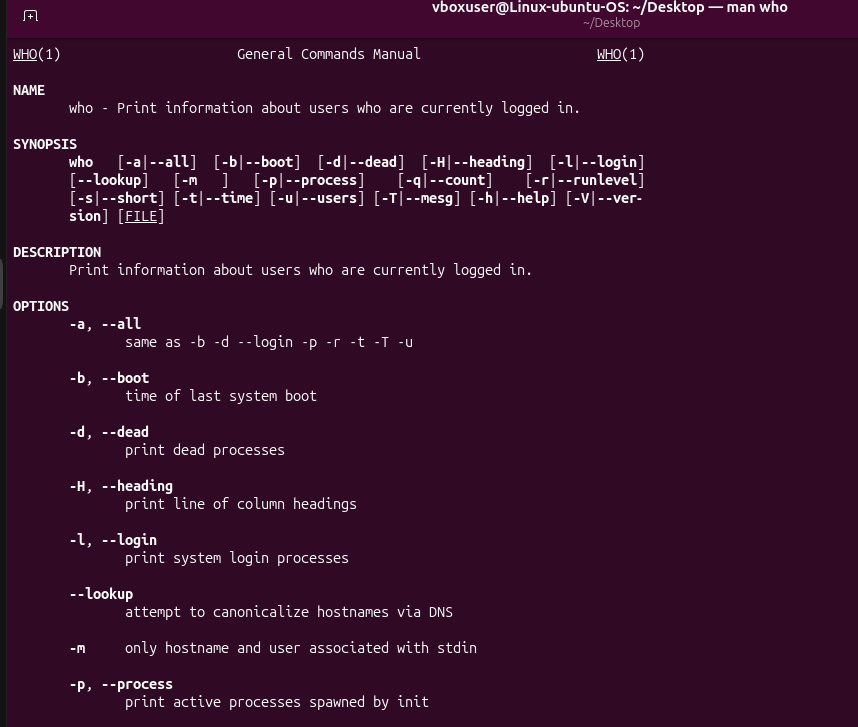 vboxuser@Linux-ubuntu-OS: ~/Desktop — man who
~/Desktop
WHO(1) General Commands Manual WHO(1)
NAME
who - Print information about users who are currently logged in.
SYNOPSIS
who [-a|--all] [-b|--boot] [-d|--dead] [-H|--heading] [-l|--login]
[--lookup] [-m ] [-p|--process] [-q|--count] [-r|--runlevel]
[-s|--short] [-t|--time] [-u|--users] [-T|--mesg] [-h|--help] [-V|--ver-
sion] [FILE]
DESCRIPTION
Print information about users who are currently logged in.
OPTIONS
-a, --all
same as -b -d --login -p -r -t -T -u
-b, --boot
time of last system boot
-d, --dead
print dead processes
-H, --heading
print line of column headings
-l, --login
print system login processes
--lookup
attempt to canonicalize hostnames via DNS
-m only hostname and user associated with stdin
-p, --process
print active processes spawned by init